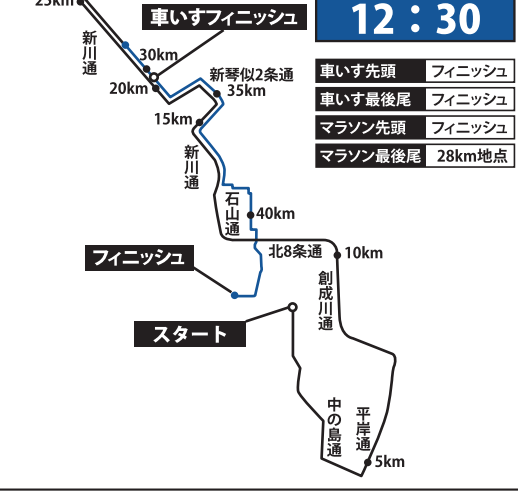 25km
車いすフィニッシュ
12：30
新川通
30km
20km
新琴似2条通
35km
15km
車いす先頭 フィニッシュ
車いす最後尾 フィニッシュ
マラソン先頭 フィニッシュ
マラソン最後尾 28km地点
新川通
石山通
40km
フィニッシュ
北8条通
10km
創成川通
スタート
中の島通
平岸通
5km